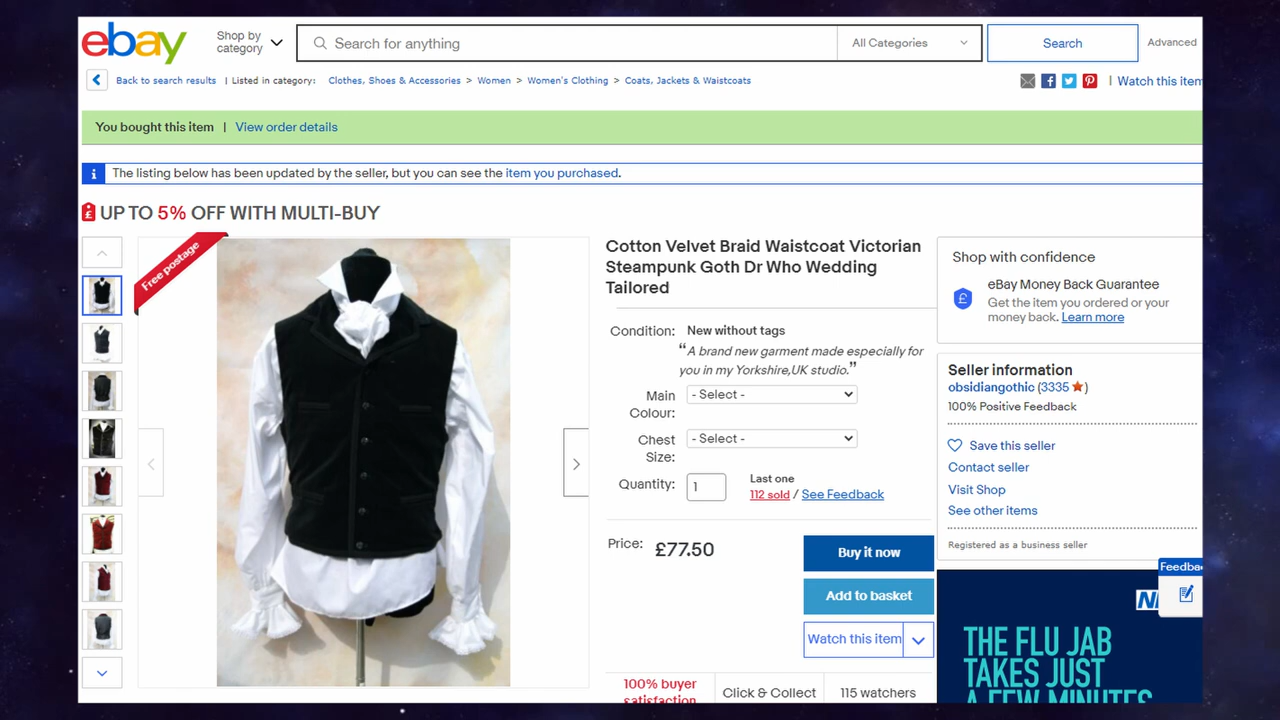 ebay
Shop by
category
Search for anything
All Categories
Search
Advanced
Back to search results | Listed in category: Clothes, Shoes & Accessories > Women > Women's Clothing > Coats, Jackets & Waistcoats
| Watch this item
You bought this item | View order details
The listing below has been updated by the seller, but you can see the item you purchased.
UP TO 5% OFF WITH MULTI-BUY
Free postage
Cotton Velvet Braid Waistcoat Victorian
Steampunk Goth Dr Who Wedding
Tailored
Condition: New without tags
“A brand new garment made especially for
you in my Yorkshire,UK studio.”
Main
Colour:
- Select -
Chest
Size:
- Select -
Quantity: 1
Last one
112 sold / See Feedback
Price: £77.50
Buy it now
Add to basket
Watch this item
100% buyer
satisfaction
Click & Collect
115 watchers
Shop with confidence
eBay Money Back Guarantee
Get the item you ordered or your
money back. Learn more
Seller information
obsidiangothic (3335 ★)
100% Positive Feedback
Save this seller
Contact seller
Visit Shop
See other items
Registered as a business seller
THE FLU JAB
TAKES JUST
A FEW MINUTES